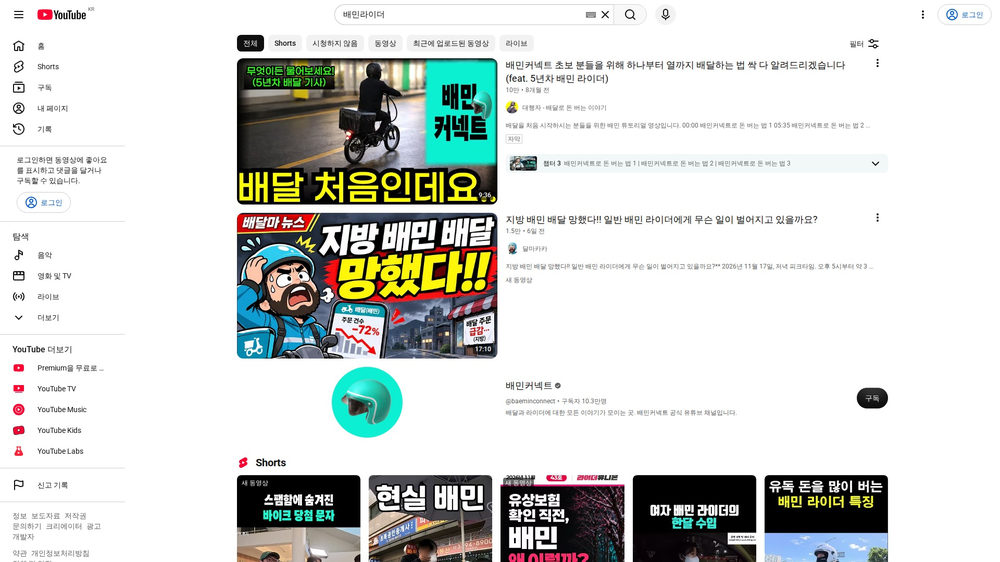 YouTube KR
배민라이더
로그인
홈
Shorts
구독
내 페이지
기록
로그인하면 동영상에 좋아요
를 표시하고 댓글을 달거나
구독할 수 있습니다.
로그인
탐색
음악
영화 및 TV
라이브
더보기
YouTube 더보기
Premium을 무료로 ...
YouTube TV
YouTube Music
YouTube Kids
YouTube Labs
신고 기록
정보 보도자료 저작권
문의하기 크리에이터 광고
개발자
약관 개인정보처리방침
전체
Shorts
시청하지 않음
동영상
최근에 업로드된 동영상
라이브
필터
무엇이든 물어보세요!
(5년차 배달 기사)
배민
커넥트
배달 처음인데요
9:36
배민커넥트 초보 분들을 위해 하나부터 열까지 배달하는 법 싹 다 알려드리겠습니다
(feat. 5년차 배민 라이더)
10만 • 8개월 전
대행자 - 배달로 돈 버는 이야기
배달을 처음 시작하시는 분들을 위한 배민 튜토리얼 영상입니다. 00:00 배민커넥트로 돈 버는 법 1 05:35 배민커넥트로 돈 버는 법 2 ...
자막
챕터 3 배민커넥트로 돈 버는 법 1 | 배민커넥트로 돈 버는 법 2 | 배민커넥트로 돈 버는 법 3
배달마 뉴스
지방 배민 배달
망했다!!
배달(배민)
주문 건수
-72%
배달 주문
급감...
(지방)
17:10
지방 배민 배달 망했다!! 일반 배민 라이더에게 무슨 일이 벌어지고 있을까요?
1.5만 • 6일 전
달마카카
지방 배민 배달 망했다!! 일반 배민 라이더에게 무슨 일이 벌어지고 있을까요?** 2026년 11월 17일, 저녁 피크타임. 오후 5시부터 약 3 ...
새 동영상
배민커넥트
@baeminconnect • 구독자 10.3만명
배달과 라이더에 대한 모든 이야기가 모이는 곳. 배민커넥트 공식 유튜브 채널입니다.
구독
Shorts
새 동영상
스팸함에 숨겨진
바이크 당첨 문자
현실 배민
새 동영상
43호
라이더유니온
유상보험
확인 직전,
배민
왜 이럴까?
여자 배민 라이더의
한달 수입
유독 돈을 많이 버는
배민 라이더 특징